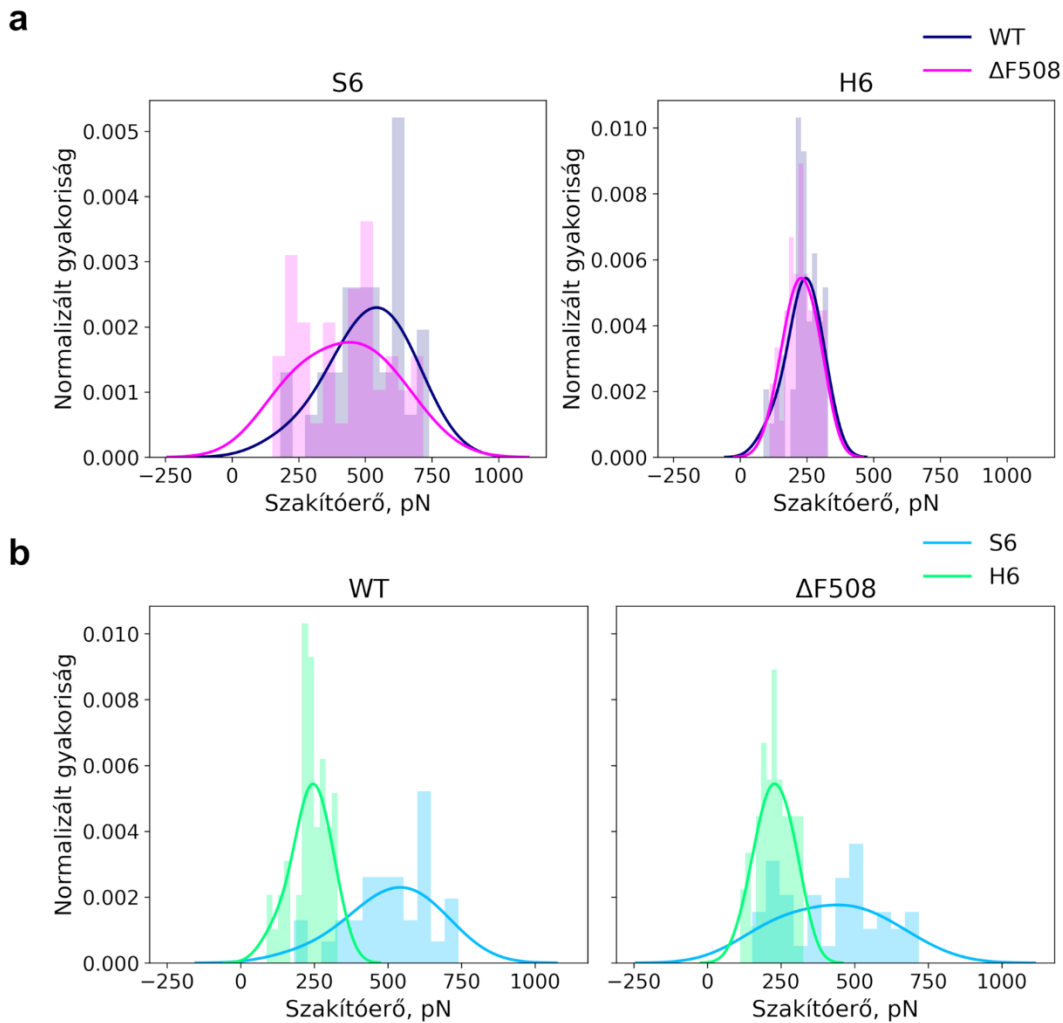 a
WT
ΔF508
S6
H6
Normalizált gyakoriság
0.005
0.004
0.003
0.002
0.001
0.000
−250 0 250 500 750 1000
Szakítóerő, pN
Normalizált gyakoriság
0.010
0.008
0.006
0.004
0.002
0.000
−250 0 250 500 750 1000
Szakítóerő, pN
b
S6
H6
WT
ΔF508
Normalizált gyakoriság
0.010
0.008
0.006
0.004
0.002
0.000
−250 0 250 500 750 1000
Szakítóerő, pN
−250 0 250 500 750 1000
Szakítóerő, pN